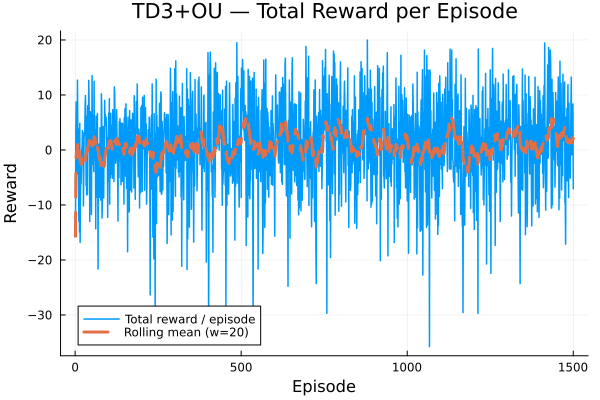 TD3+OU — Total Reward per Episode
20
10
0
−10
−20
−30
Reward
Total reward / episode
Rolling mean (w=20)
0
500
1000
1500
Episode